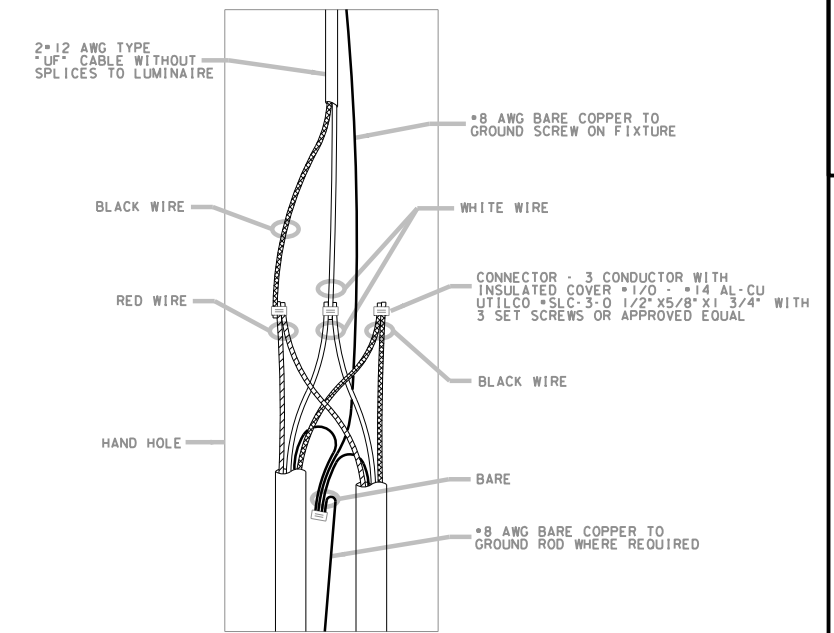 2#12 AWG TYPE
"UF" CABLE WITHOUT
SPLICES TO LUMINAIRE
#8 AWG BARE COPPER TO
GROUND SCREW ON FIXTURE
BLACK WIRE
WHITE WIRE
CONNECTOR - 3 CONDUCTOR WITH
INSULATED COVER #1/0 - #14 AL-CU
UTILCO #SLC-3-0 1/2"X5/8"X1 3/4" WITH
3 SET SCREWS OR APPROVED EQUAL
RED WIRE
BLACK WIRE
HAND HOLE
BARE
#8 AWG BARE COPPER TO
GROUND ROD WHERE REQUIRED